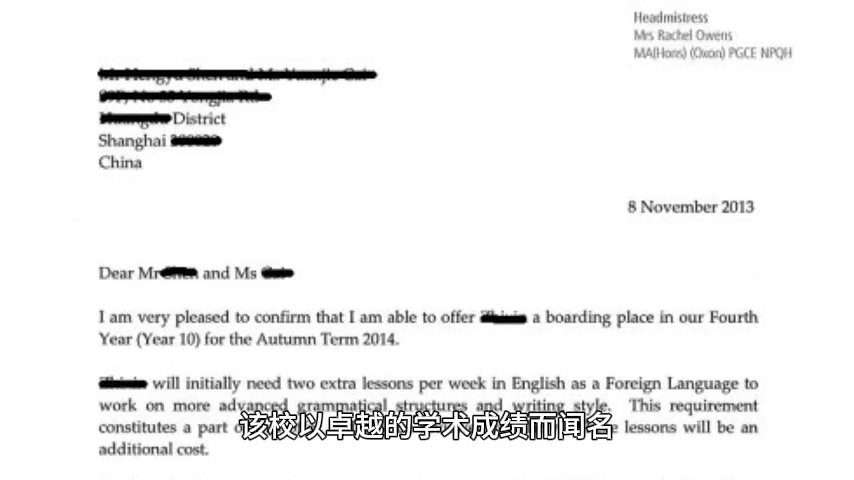 Headmistress
Mrs Rachel Owens
MA(Hons) (Oxon) PGCE NPQH
District
Shanghai
China
8 November 2013
Dear Mr and Ms
I am very pleased to confirm that I am able to offer a boarding place in our Fourth
Year (Year 10) for the Autumn Term 2014.
will initially need two extra lessons per week in English as a Foreign Language to
work on more advanced grammatical structures and writing style. This requirement
constitutes a part lessons will be an
该校以卓越的学术成绩而闻名
additional cost.